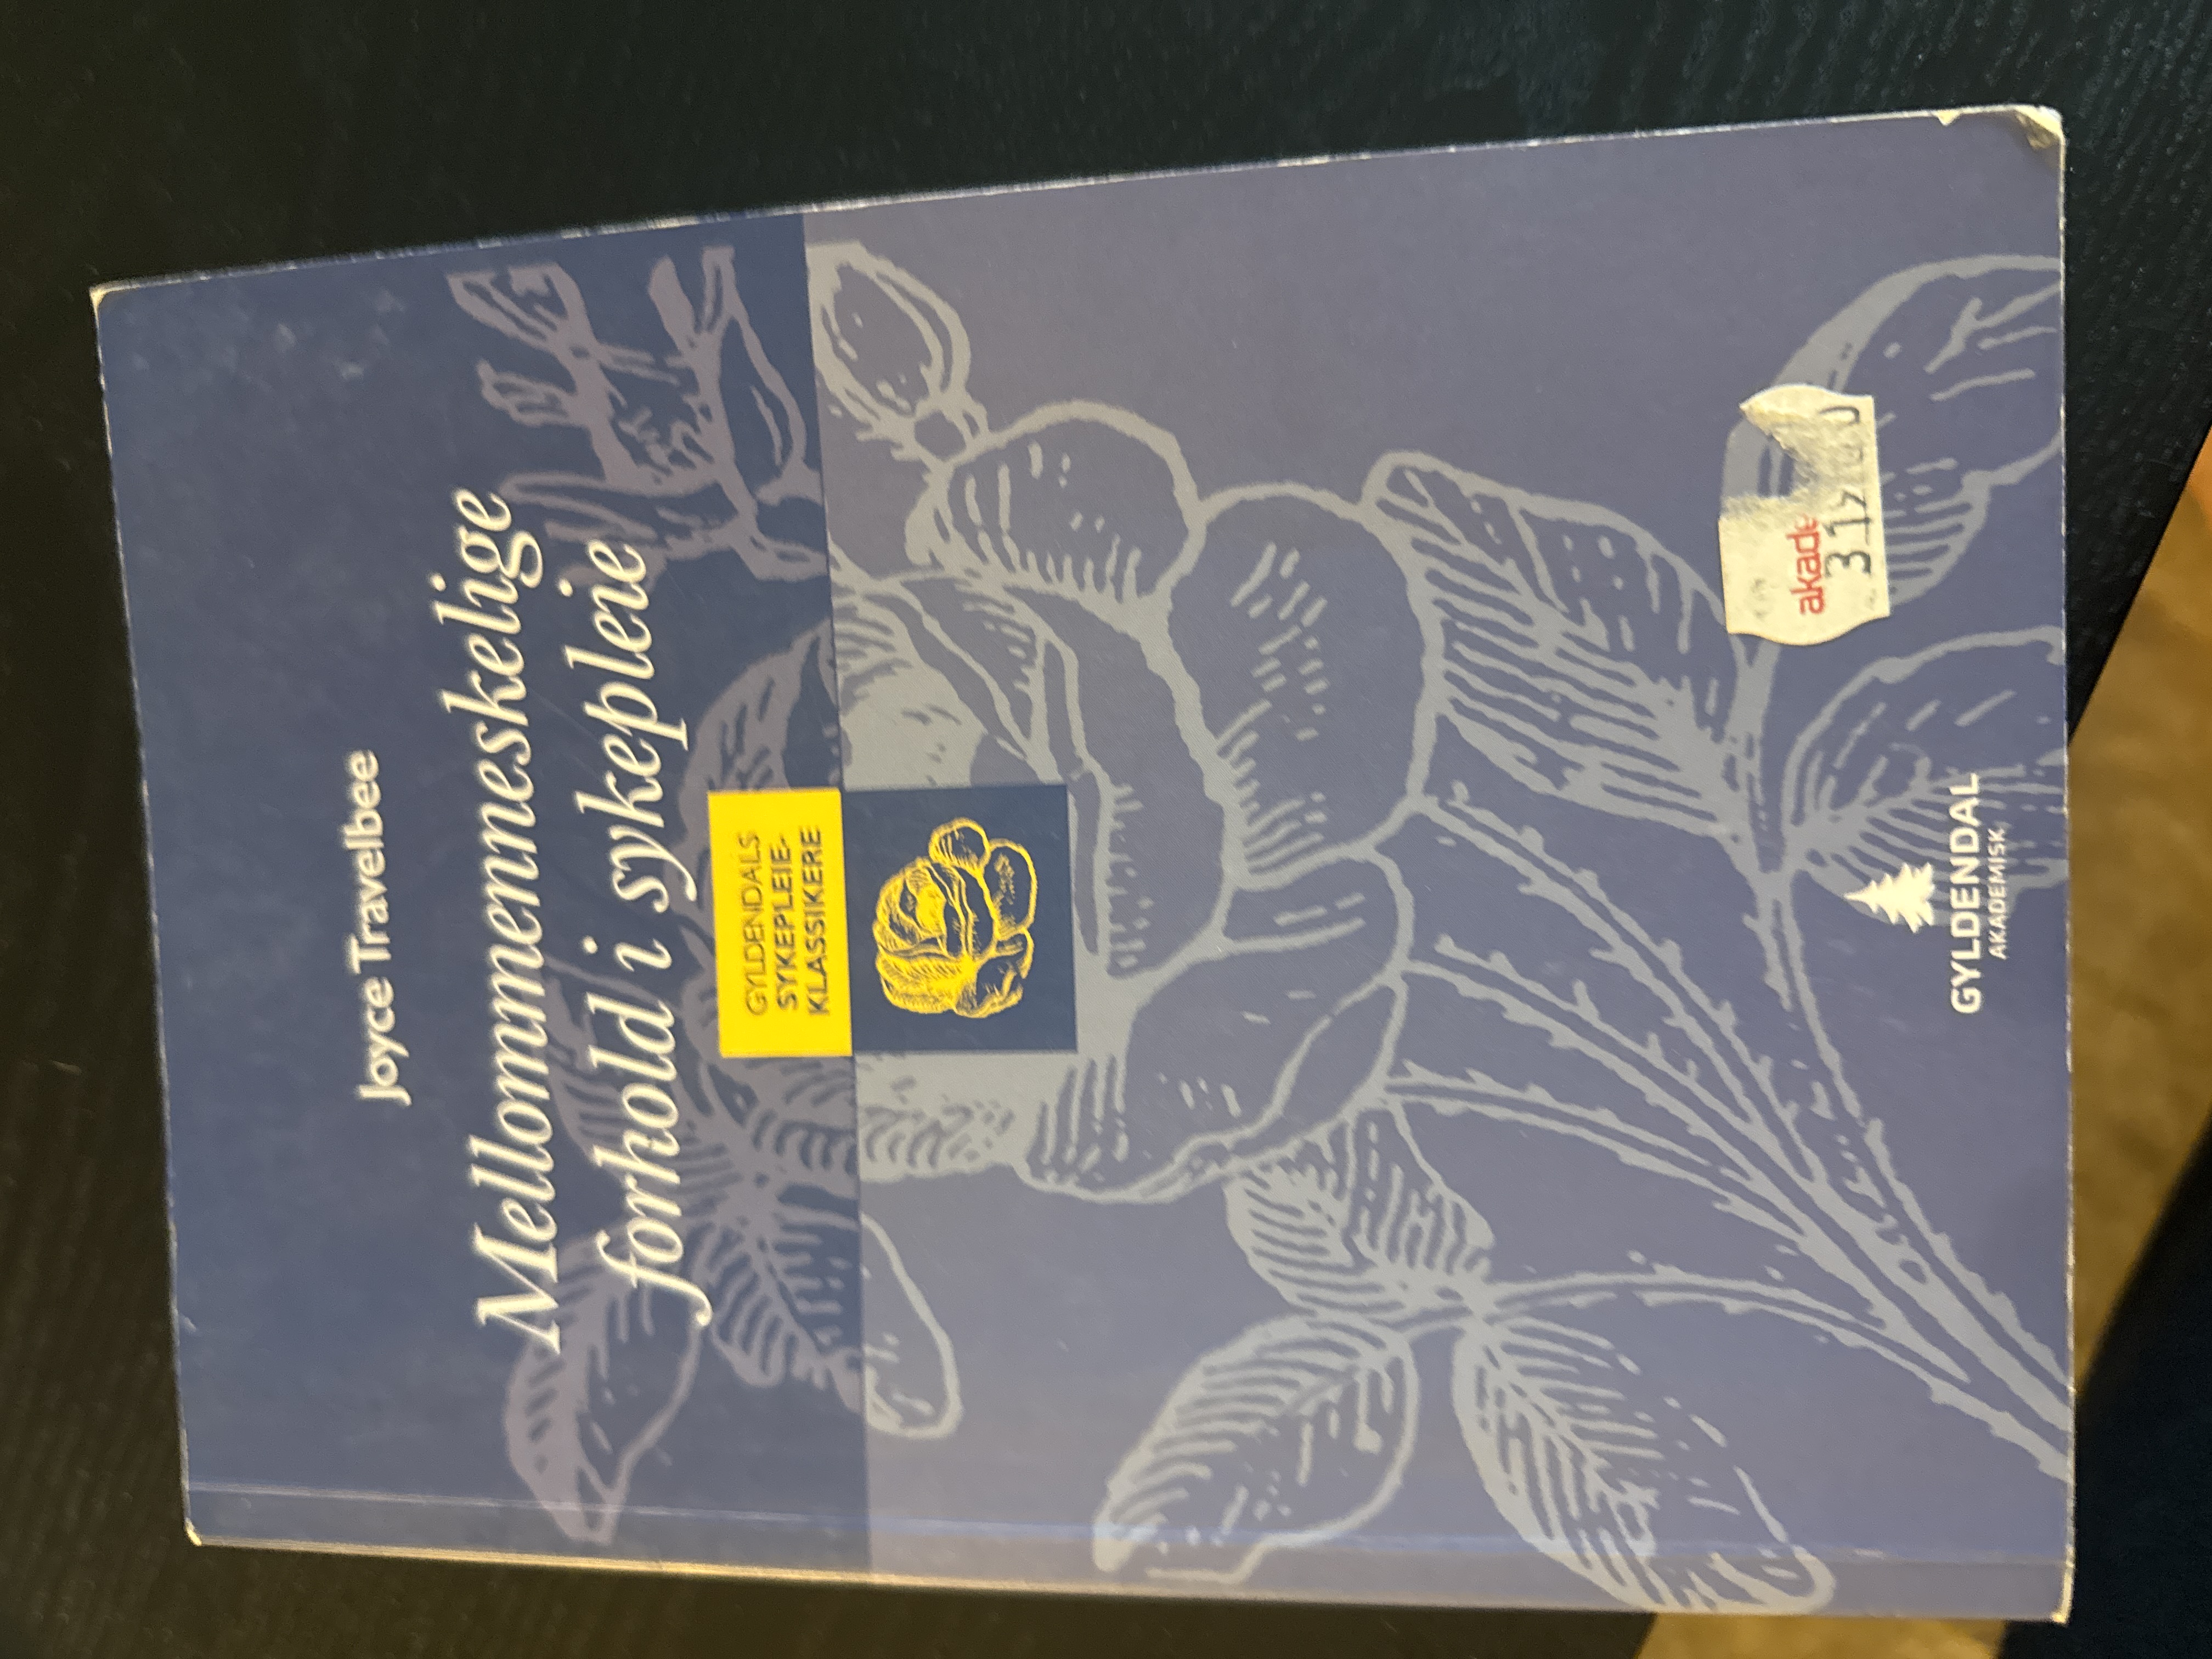 Joyce Travelbee
Mellommenneskelige
forhold i sykepleie
GYLDENDALS
SYKEPLEIE-
KLASSIKERE
GYLDENDAL
AKADEMISK